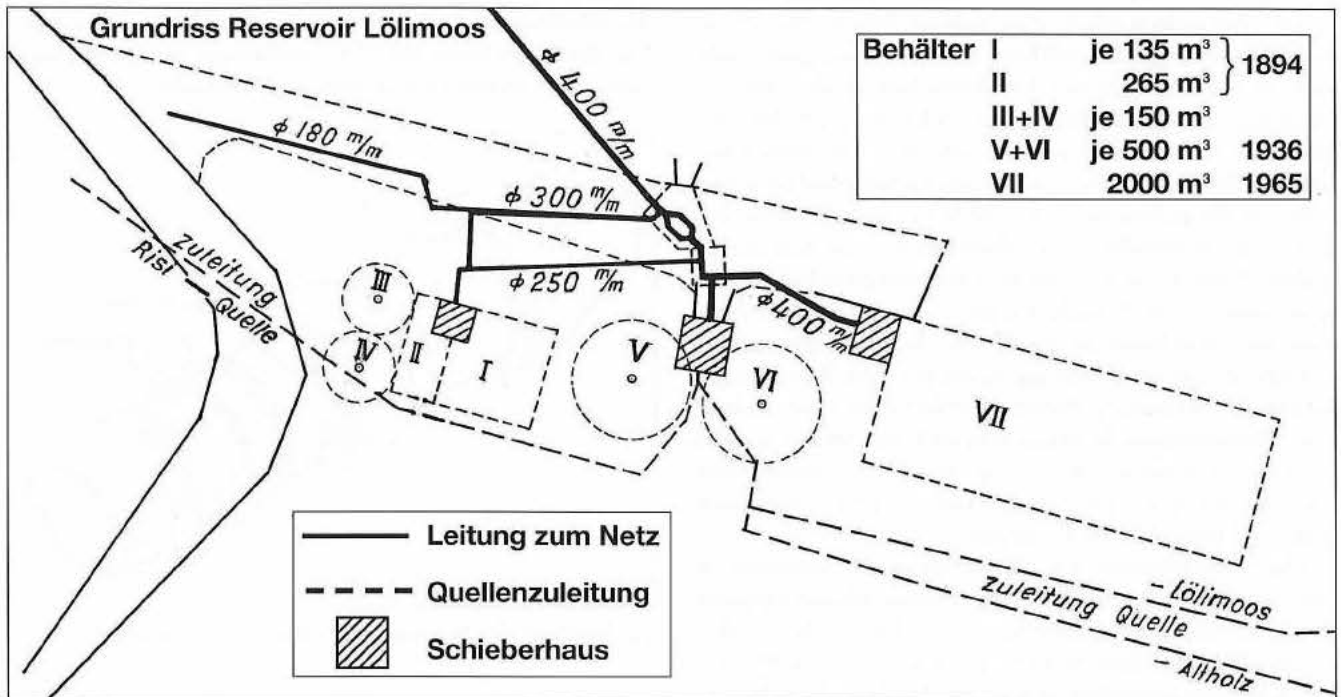 Grundriss Reservoir Lölimoos
Behälter I je 135 m³ } 1894
II 265 m³
III+IV je 150 m³
V+VI je 500 m³ 1936
VII 2000 m³ 1965
ϕ 400 m/m
ϕ 180 m/m
ϕ 300 m/m
ϕ 250 m/m
ϕ 400 m/m
Zuleitung
Risi Quelle
III
IV
II
I
V
VI
VII
Leitung zum Netz
Quellenzuleitung
Schieberhaus
Zuleitung Quelle
- Lölimoos
- Altholz